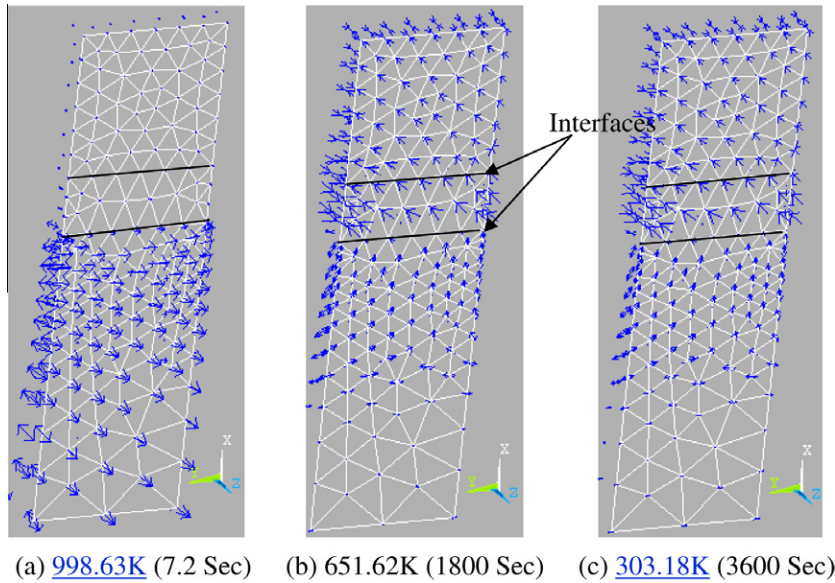 Interfaces
X
Y
Z
X
Y
Z
X
Y
Z
(a) 998.63K (7.2 Sec) (b) 651.62K (1800 Sec) (c) 303.18K (3600 Sec)